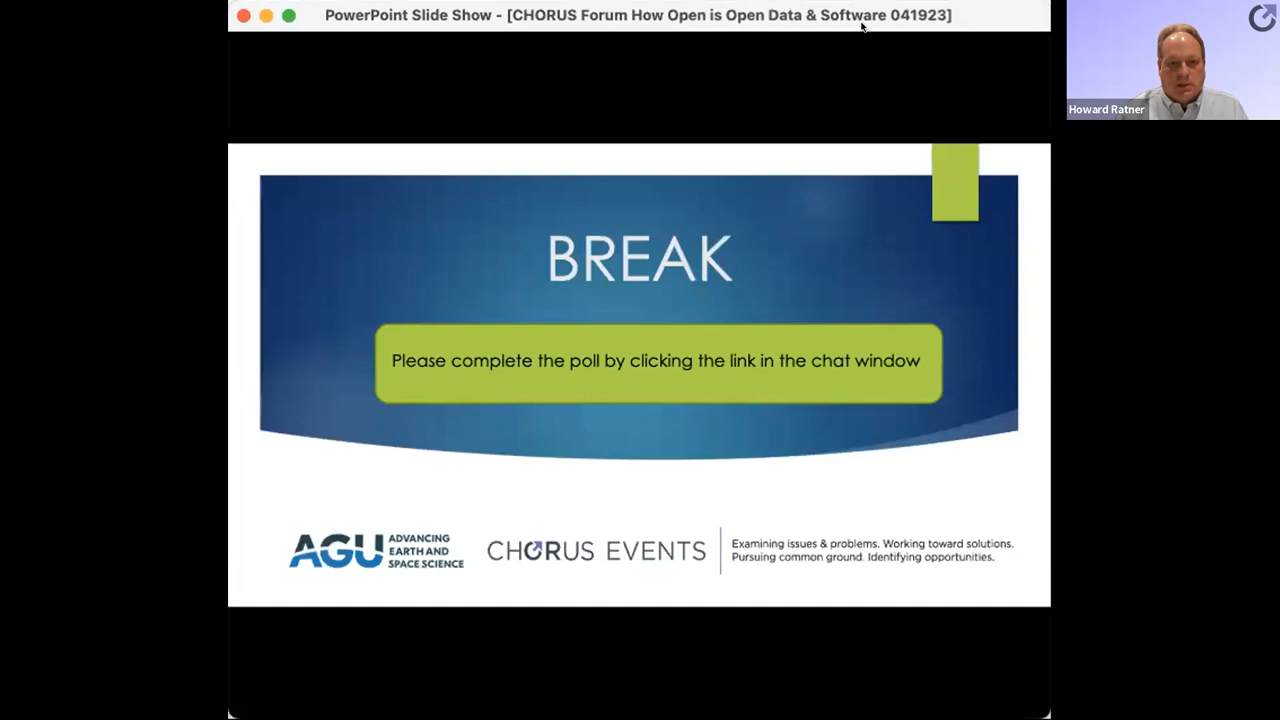 PowerPoint Slide Show - [CHORUS Forum How Open is Open Data & Software 041923]
Howard Ratner
BREAK
Please complete the poll by clicking the link in the chat window
AGU ADVANCING
EARTH AND
SPACE SCIENCE
CHORUS EVENTS
Examining issues & problems. Working toward solutions.
Pursuing common ground. Identifying opportunities.